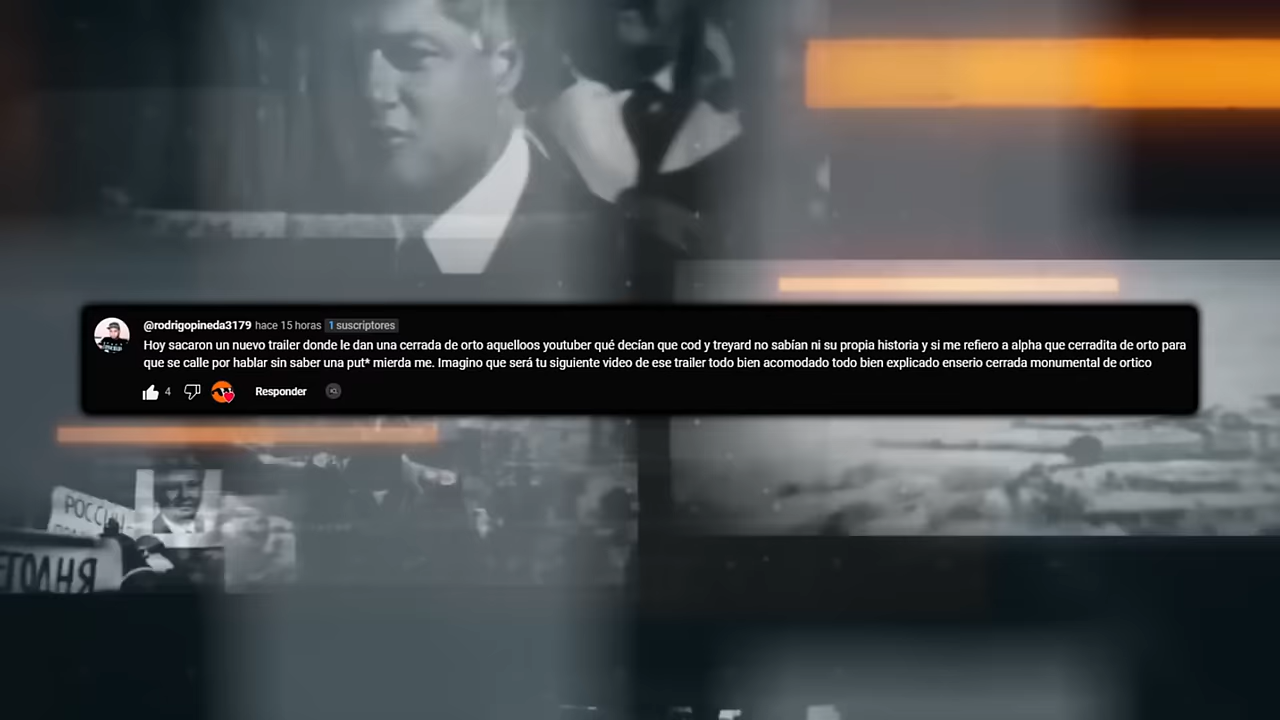 @rodrigopineda3179 hace 15 horas 1 suscriptores
Hoy sacaron un nuevo trailer donde le dan una cerrada de orto aquelloos youtuber qué decían que cod y treyard no sabían ni su propia historia y si me refiero a alpha que cerradita de orto para
que se calle por hablar sin saber una put* mierda me. Imagino que será tu siguiente video de ese trailer todo bien acomodado todo bien explicado enserio cerrada monumental de ortico
4 Responder